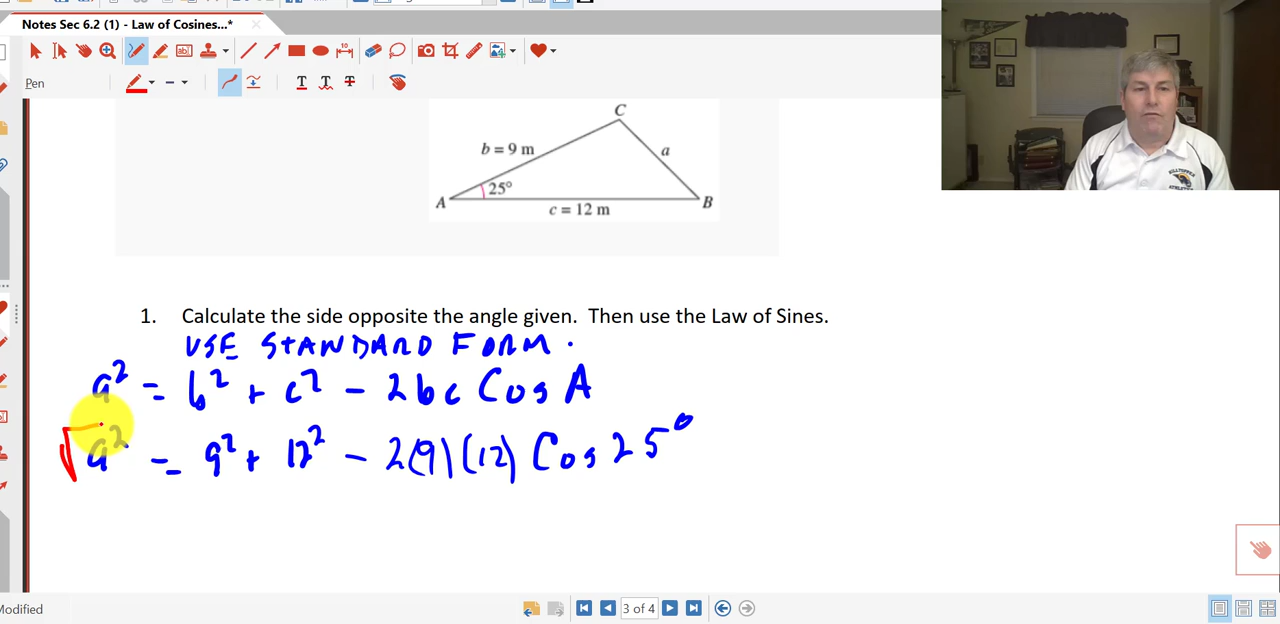 Notes Sec 6.2 (1) - Law of Cosines...*
Pen
C
b = 9 m
a
25°
A
B
c = 12 m
1. Calculate the side opposite the angle given. Then use the Law of Sines.
USE STANDARD FORM.
a² = b² + c² - 2bc Cos A
√a² = 9² + 12² - 2(9)(12) Cos 25°
3 of 4
Modified